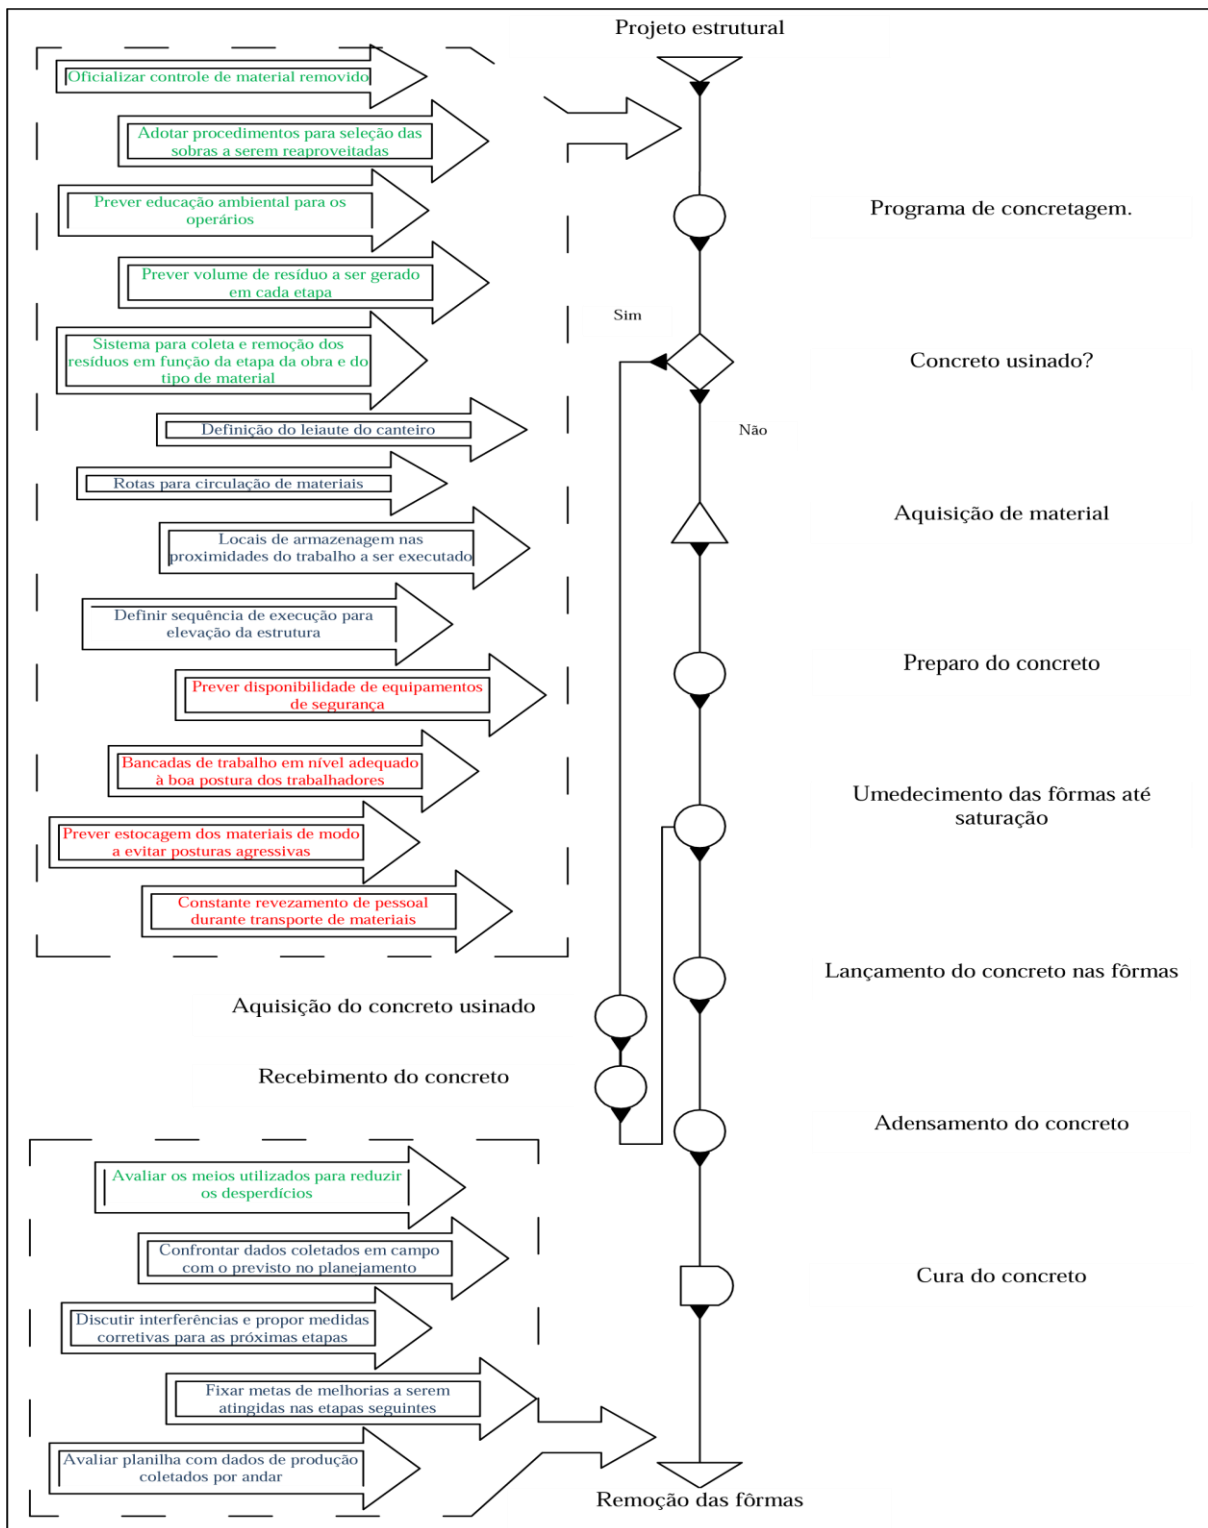 Projeto estrutural
Oficializar controle de material removido
Adotar procedimentos para seleção das
sobras a serem reaproveitadas
Prever educação ambiental para os
operários
Prever volume de resíduo a ser gerado
em cada etapa
Sistema para coleta e remoção dos
resíduos em função da etapa da obra e do
tipo de material
Definição do leiaute do canteiro
Rotas para circulação de materiais
Locais de armazenagem nas
proximidades do trabalho a ser executado
Definir sequência de execução para
elevação da estrutura
Prever disponibilidade de equipamentos
de segurança
Bancadas de trabalho em nível adequado
à boa postura dos trabalhadores
Prever estocagem dos materiais de modo
a evitar posturas agressivas
Constante revezamento de pessoal
durante transporte de materiais
Programa de concretagem.
Sim
Concreto usinado?
Não
Aquisição de material
Preparo do concreto
Umedecimento das fôrmas até
saturação
Lançamento do concreto nas fôrmas
Aquisição do concreto usinado
Recebimento do concreto
Adensamento do concreto
Avaliar os meios utilizados para reduzir
os desperdícios
Confrontar dados coletados em campo
com o previsto no planejamento
Discutir interferências e propor medidas
corretivas para as próximas etapas
Fixar metas de melhorias a serem
atingidas nas etapas seguintes
Avaliar planilha com dados de produção
coletados por andar
Cura do concreto
Remoção das fôrmas